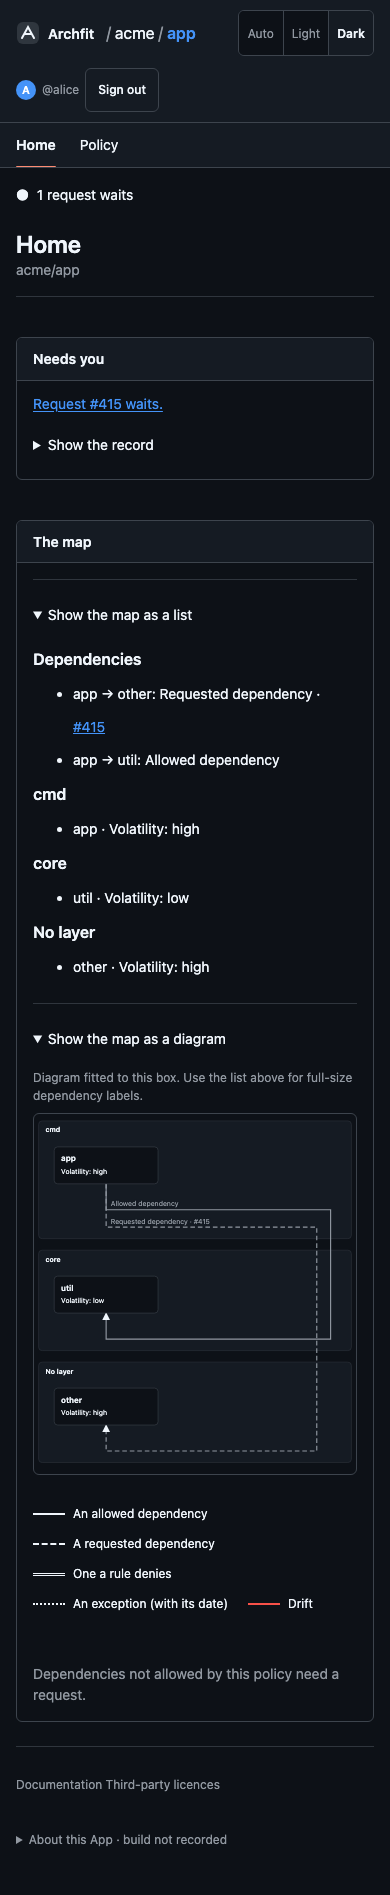 Archfit / acme / app
Auto Light Dark
A @alice Sign out
Home Policy
1 request waits
Home
acme/app
Needs you
Request #415 waits.
Show the record
The map
Show the map as a list
Dependencies
app → other: Requested dependency ·
#415
app → util: Allowed dependency
cmd
app · Volatility: high
core
util · Volatility: low
No layer
other · Volatility: high
Show the map as a diagram
Diagram fitted to this box. Use the list above for full-size
dependency labels.
cmd
app
Volatility: high
Allowed dependency
Requested dependency · #415
core
util
Volatility: low
No layer
other
Volatility: high
An allowed dependency
A requested dependency
One a rule denies
An exception (with its date) Drift
Dependencies not allowed by this policy need a
request.
Documentation Third-party licences
About this App · build not recorded